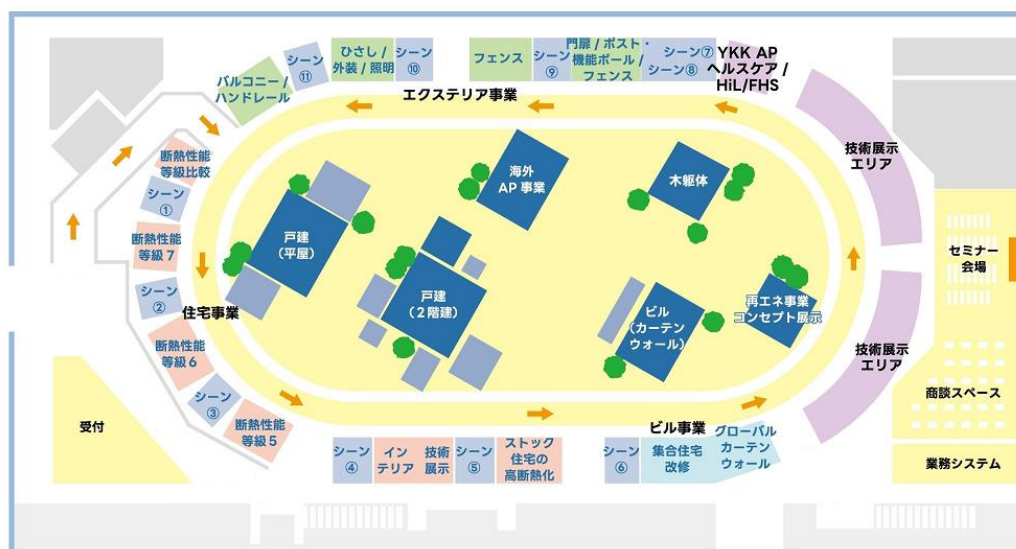 ひさし /
外装 / 照明
シーン
⑩
シーン
⑪
バルコニー /
ハンドレール
フェンス
シーン
⑨
門扉 / ポスト・
機能ポール /
フェンス
シーン⑦
シーン⑧
YKK AP
ヘルスケア /
HiL/FHS
エクステリア事業
技術展示
エリア
断熱性能
等級比較
シーン
①
断熱性能
等級 7
シーン
②
住宅事業
断熱性能
等級 6
シーン
③
断熱性能
等級 5
海外
AP 事業
木躯体
戸建
（平屋）
戸建
（２階建）
ビル
（カーテン
ウォール）
再エネ事業
コンセプト展示
セミナー
会場
技術展示
エリア
商談スペース
業務システム
受付
シーン
④
イン
テリア
技術
展示
シーン
⑤
ストック
住宅の
高断熱化
ビル事業
シーン
⑥
集合住宅
改修
グローバル
カーテン
ウォール